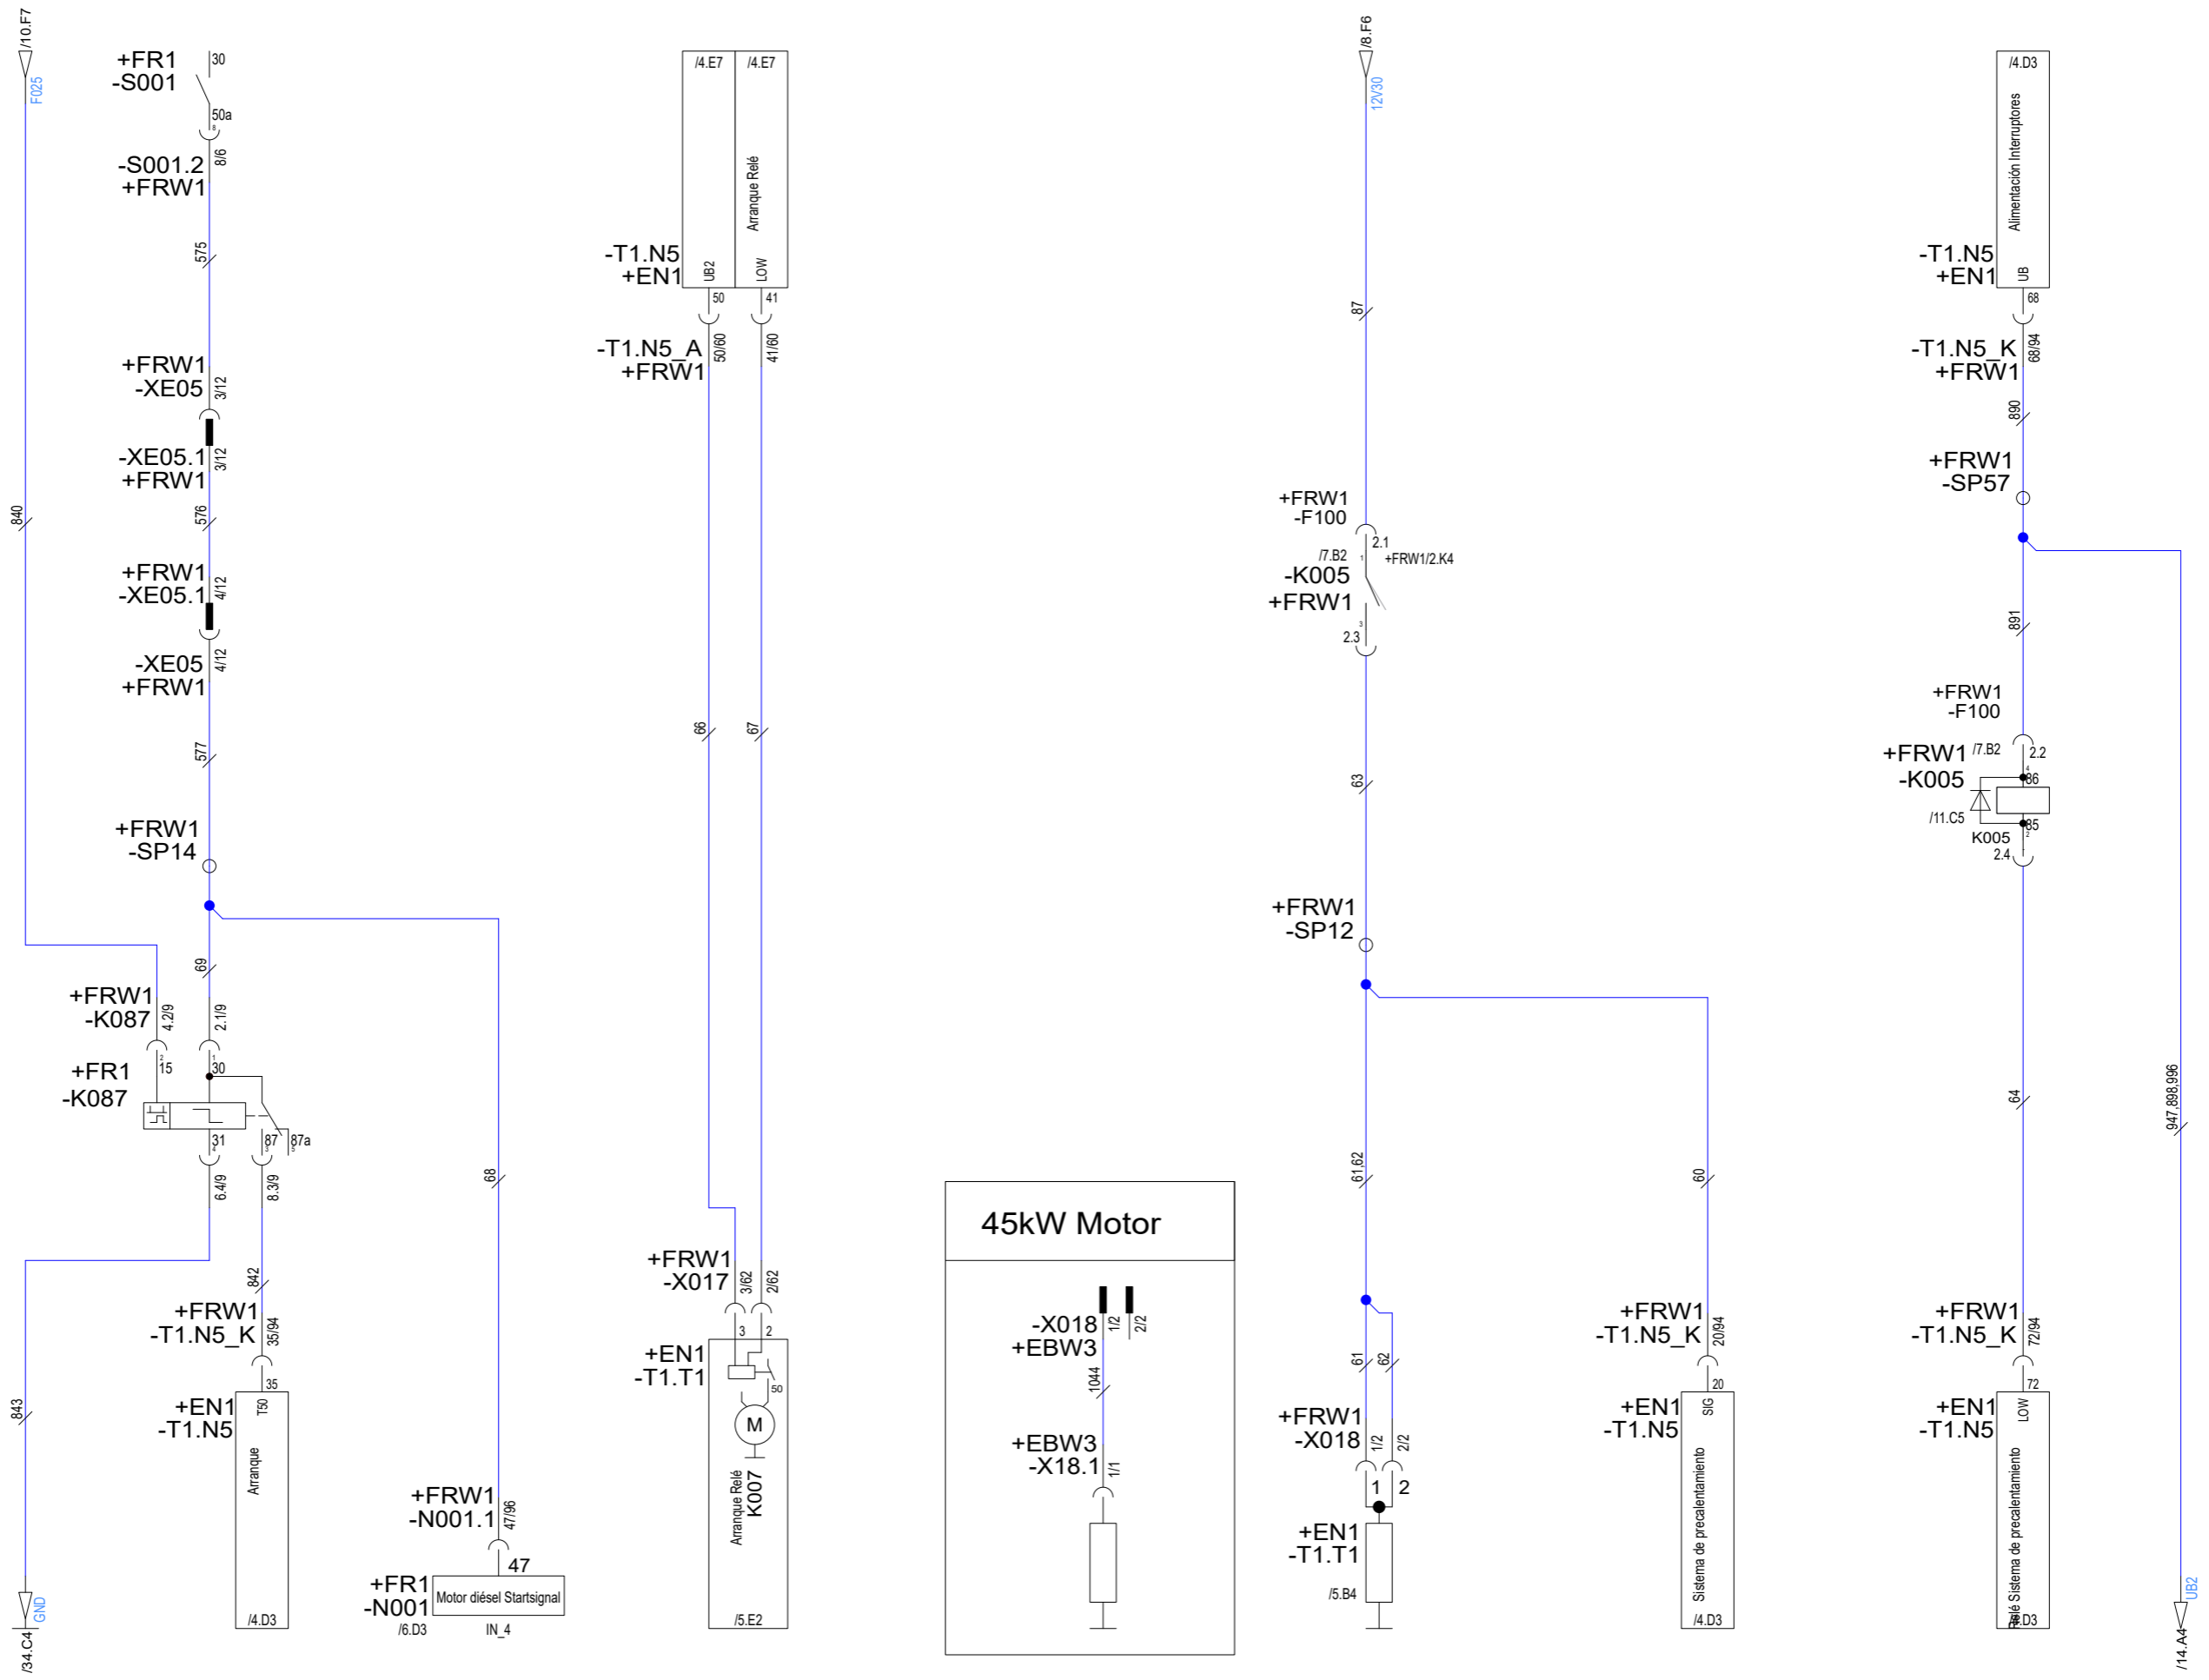 /10.F7
F025
840
843
GND
/34.C4
+FR1
-S001
30
50a
8
-S001.2
+FRW1
8/6
575
+FRW1
-XE05
3/12
-XE05.1
+FRW1
3/12
576
+FRW1
-XE05.1
4/12
-XE05
+FRW1
4/12
577
+FRW1
-SP14
69
68
+FRW1
-K087
4.2/9
2.1/9
+FR1
-K087
2
15
1
30
31
4
87
3
87a
5
6.4/9
8.3/9
842
+FRW1
-T1.N5_K
35/94
35
+EN1
-T1.N5
T50
Arranque
/4.D3
+FRW1
-N001.1
47/96
47
+FR1
-N001
/6.D3
Motor diésel Startsignal
IN_4
/4.E7
/4.E7
Arranque Relé
-T1.N5
+EN1
UB2
LOW
50
41
-T1.N5_A
+FRW1
50/60
41/60
66
67
+FRW1
-X017
3/62
2/62
3
2
+EN1
-T1.T1
50
M
Arranque Relé
K007
/5.E2
45kW Motor
-X018
+EBW3
1/2
2/2
1044
+EBW3
-X18.1
1/1
/8.F6
12V30
87
+FRW1
-F100
2.1
/7.B2
1
+FRW1/2.K4
-K005
+FRW1
3
2.3
63
+FRW1
-SP12
61,62
60
61
62
+FRW1
-X018
1/2
2/2
1
2
+EN1
-T1.T1
/5.B4
+FRW1
-T1.N5_K
20/94
20
+EN1
-T1.N5
SIG
Sistema de precalentamiento
/4.D3
/4.D3
Alimentación Interruptores
-T1.N5
+EN1
UB
68
-T1.N5_K
+FRW1
68/94
890
+FRW1
-SP57
891
+FRW1
-F100
+FRW1
/7.B2
2.2
-K005
4
86
/11.C5
85
K005
2
2.4
64
947,898,996
+FRW1
-T1.N5_K
72/94
72
+EN1
-T1.N5
LOW
Relé Sistema de precalentamiento
/4.D3
UB2
/14.A4